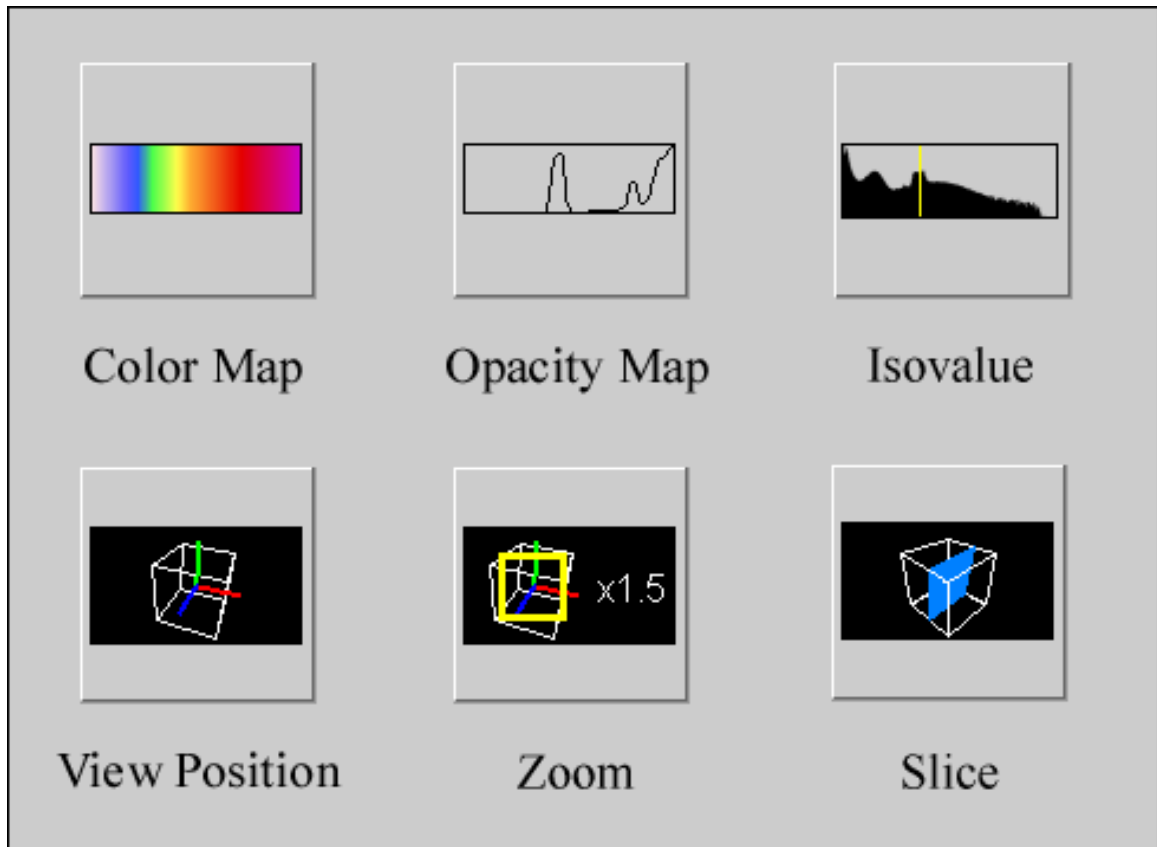 Color Map
Opacity Map
Isovalue
x1.5
View Position
Zoom
Slice